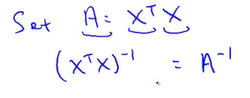 Set A = XᵀX
(XᵀX)⁻¹ = A⁻¹